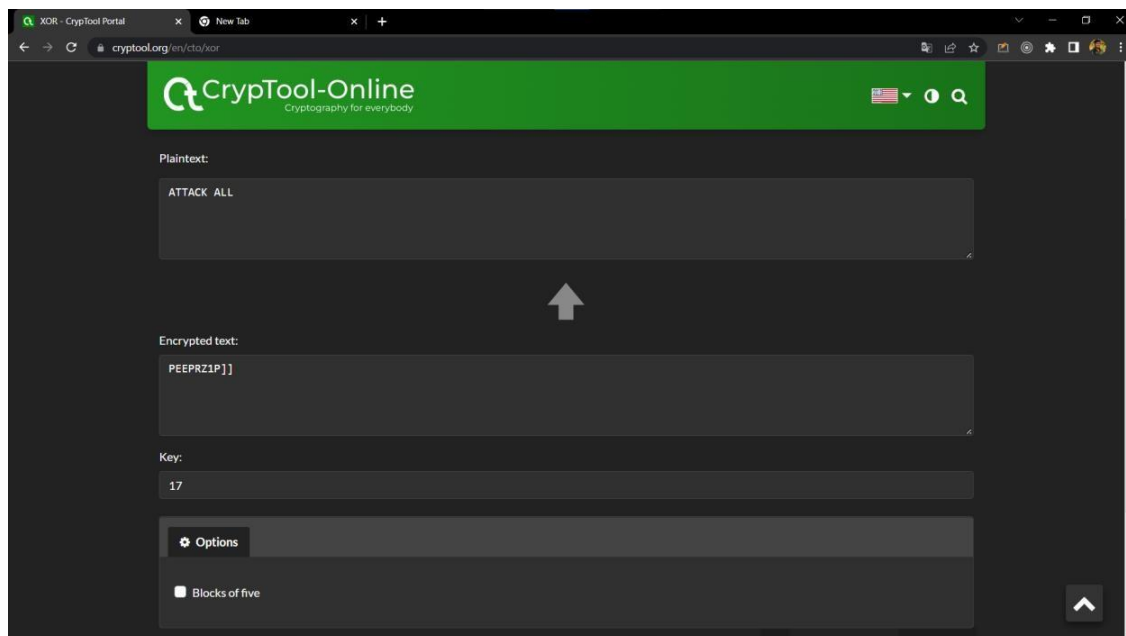 XOR - CrypTool Portal
New Tab
cryptool.org/en/cto/xor
CrypTool-Online
Cryptography for everybody
Plaintext:
ATTACK ALL
Encrypted text:
PEEPRZ1P]]
Key:
17
Options
Blocks of five